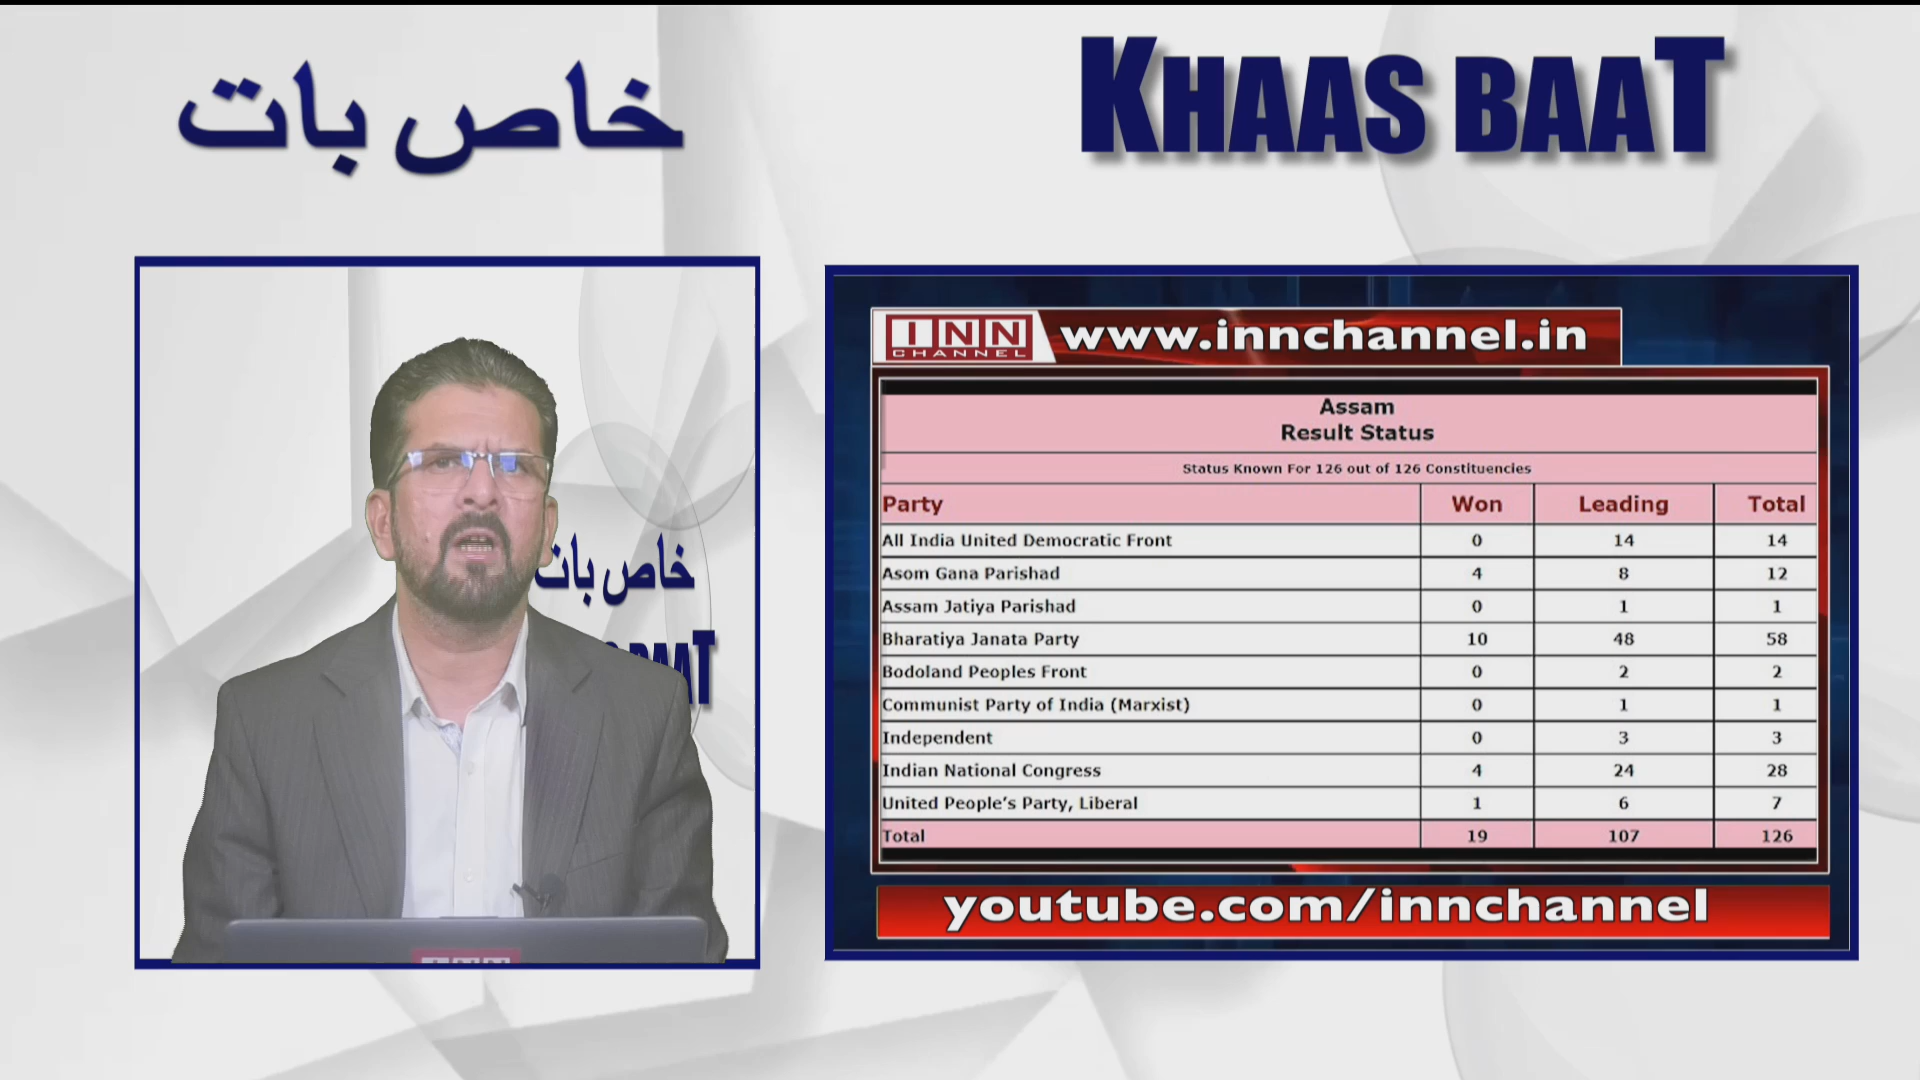 خاص بات
KHAAS BAAT
INN
CHANNEL
www.innchannel.in
Assam
Result Status
Status Known For 126 out of 126 Constituencies
Party Won Leading Total
All India United Democratic Front 0 14 14
Asom Gana Parishad 4 8 12
Assam Jatiya Parishad 0 1 1
Bharatiya Janata Party 10 48 58
Bodoland Peoples Front 0 2 2
Communist Party of India (Marxist) 0 1 1
Independent 0 3 3
Indian National Congress 4 24 28
United People's Party, Liberal 1 6 7
Total 19 107 126
youtube.com/innchannel
خاص بات